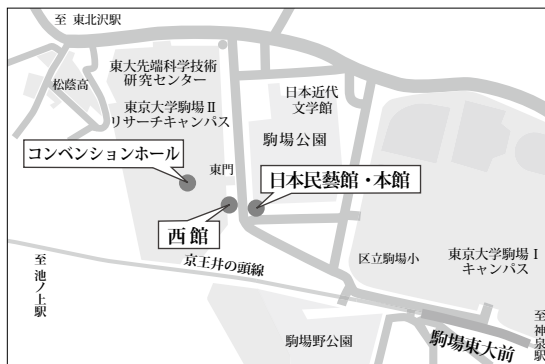 至 東北沢駅
松蔭高
東大先端科学技術
研究センター
東京大学駒場Ⅱ
リサーチキャンパス
日本近代
文学館
駒場公園
コンベンションホール
東門
日本民藝館・本館
西館
京王井の頭線
至 池ノ上駅
区立駒場小
東京大学駒場Ⅰ
キャンパス
駒場野公園
駒場東大前
至 神泉駅